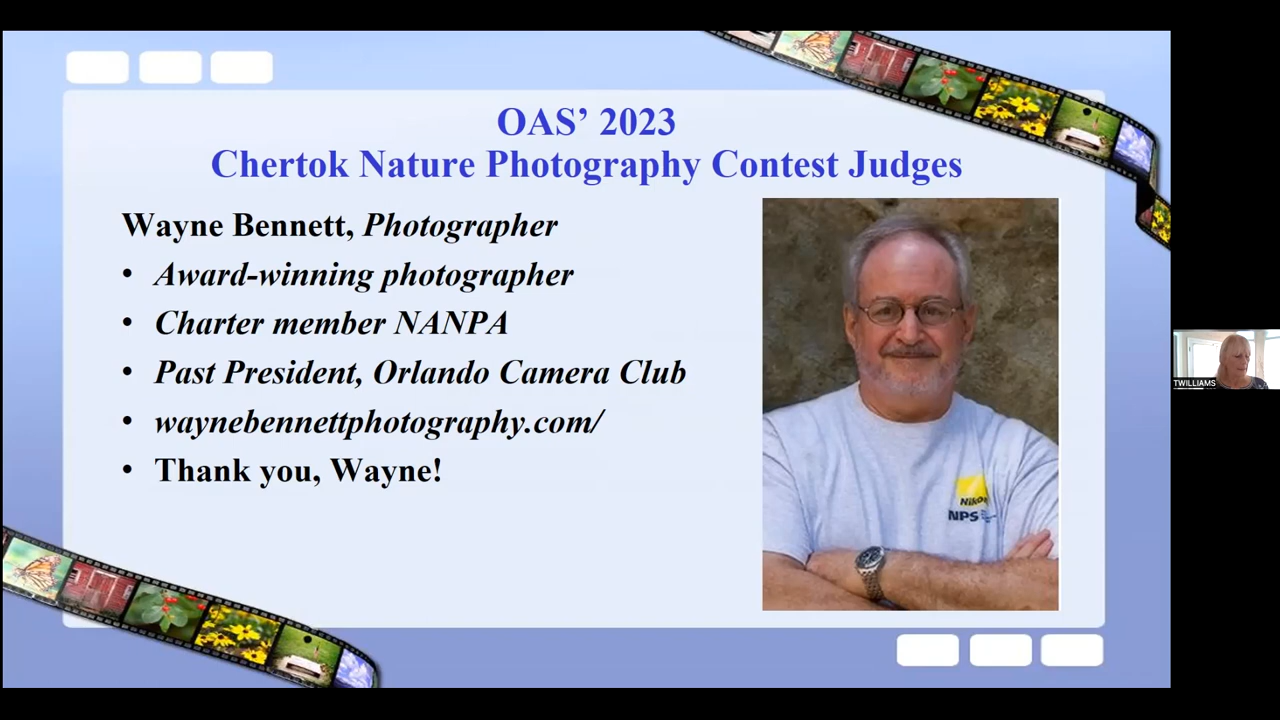 OAS’ 2023
Chertok Nature Photography Contest Judges
Wayne Bennett, Photographer
• Award-winning photographer
• Charter member NANPA
• Past President, Orlando Camera Club
• waynebennettphotography.com/
• Thank you, Wayne!
Nikon
NPS
TWILLIAMS